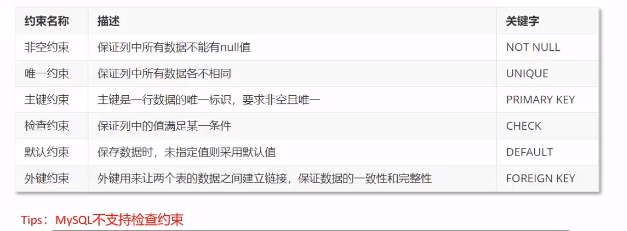 约束名称 描述 关键字
非空约束 保证列中所有数据不能有null值 NOT NULL
唯一约束 保证列中所有数据各不相同 UNIQUE
主键约束 主键是一行数据的唯一标识，要求非空且唯一 PRIMARY KEY
检查约束 保证列中的值满足某一条件 CHECK
默认约束 保存数据时，未指定值则采用默认值 DEFAULT
外键约束 外键用来让两个表的数据之间建立链接，保证数据的一致性和完整性 FOREIGN KEY
Tips：MySQL不支持检查约束